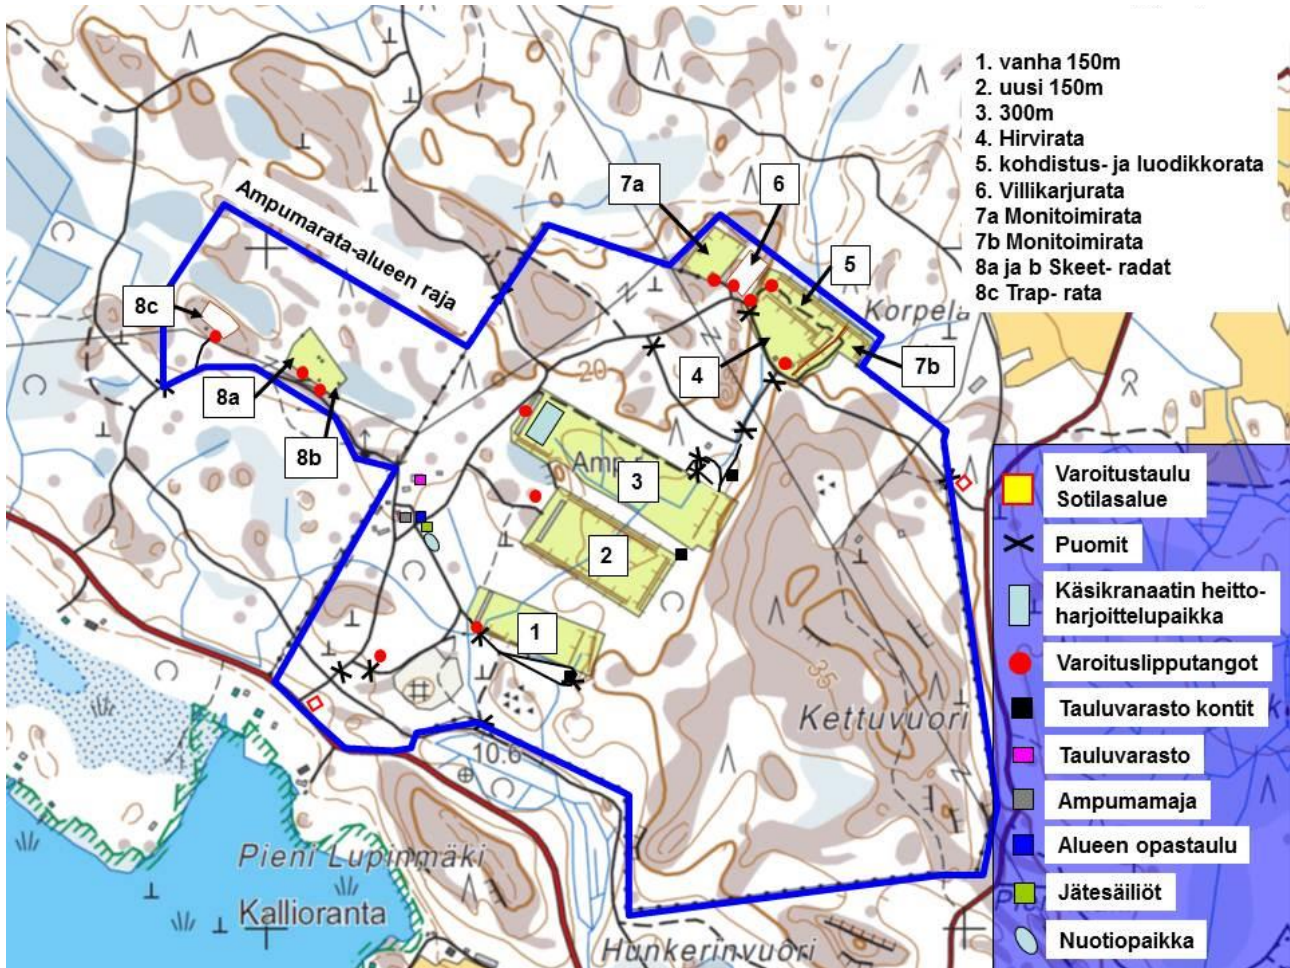 1. vanha 150m
2. uusi 150m
3. 300m
4. Hirvirata
5. kohdistus- ja luodikkorata
6. Villikarjurata
7a Monitoimirata
7b Monitoimirata
8a ja b Skeet- radat
8c Trap- rata
7a
6
Ampumarata-alueen raja
5
8c
Korpela
4
7b
20
8a
8b
Amp.r
3
2
1
35
Kettuvuori
10.6
Pieni Lupinmäki
Kallioranta
Hunkerinvuori
Varoitustaulu
Sotilasalue
Puomit
Käsikranaatin heitto-
harjoittelupaikka
Varoituslipputangot
Tauluvarasto kontit
Tauluvarasto
Ampumamaja
Alueen opastaulu
Jätesäiliöt
Nuotiopaikka